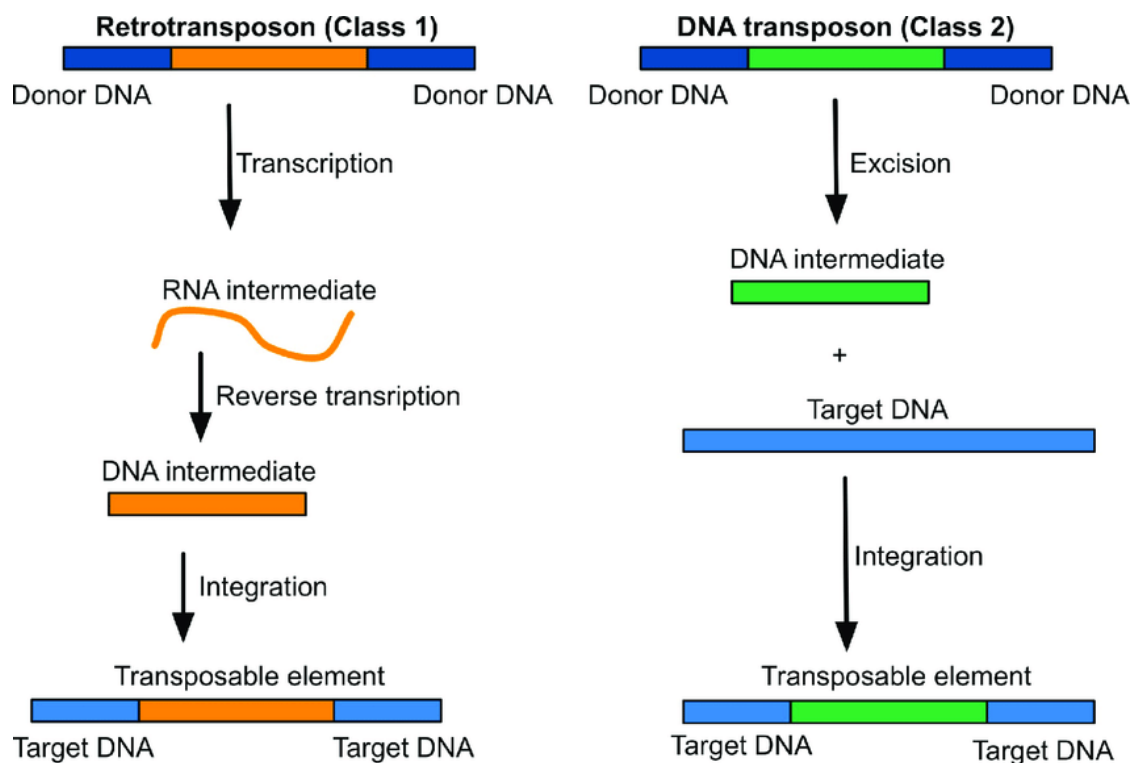 Retrotransposon (Class 1)
Donor DNA
Donor DNA
Transcription
RNA intermediate
Reverse transription
DNA intermediate
Integration
Transposable element
Target DNA
Target DNA
DNA transposon (Class 2)
Donor DNA
Donor DNA
Excision
DNA intermediate
+
Target DNA
Integration
Transposable element
Target DNA
Target DNA